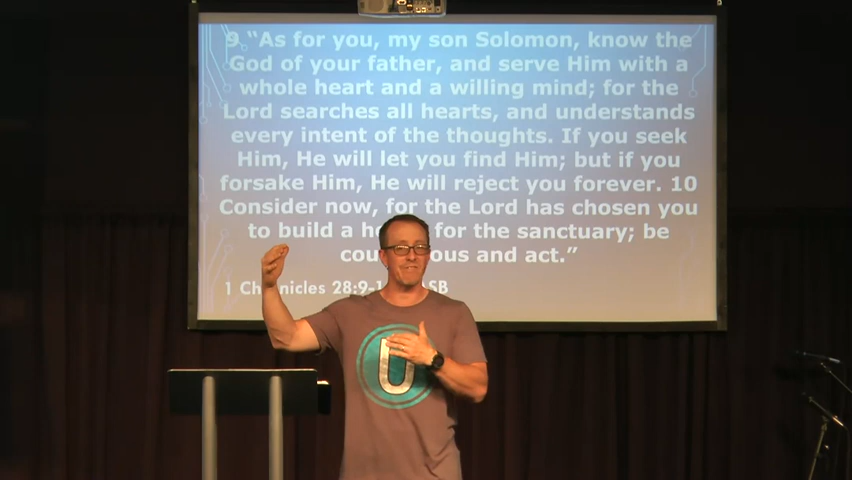 9 “As for you, my son Solomon, know the
God of your father, and serve Him with a
whole heart and a willing mind; for the
Lord searches all hearts, and understands
every intent of the thoughts. If you seek
Him, He will let you find Him; but if you
forsake Him, He will reject you forever. 10
Consider now, for the Lord has chosen you
to build a for the sanctuary; be
and act.”
1 28:9-
U